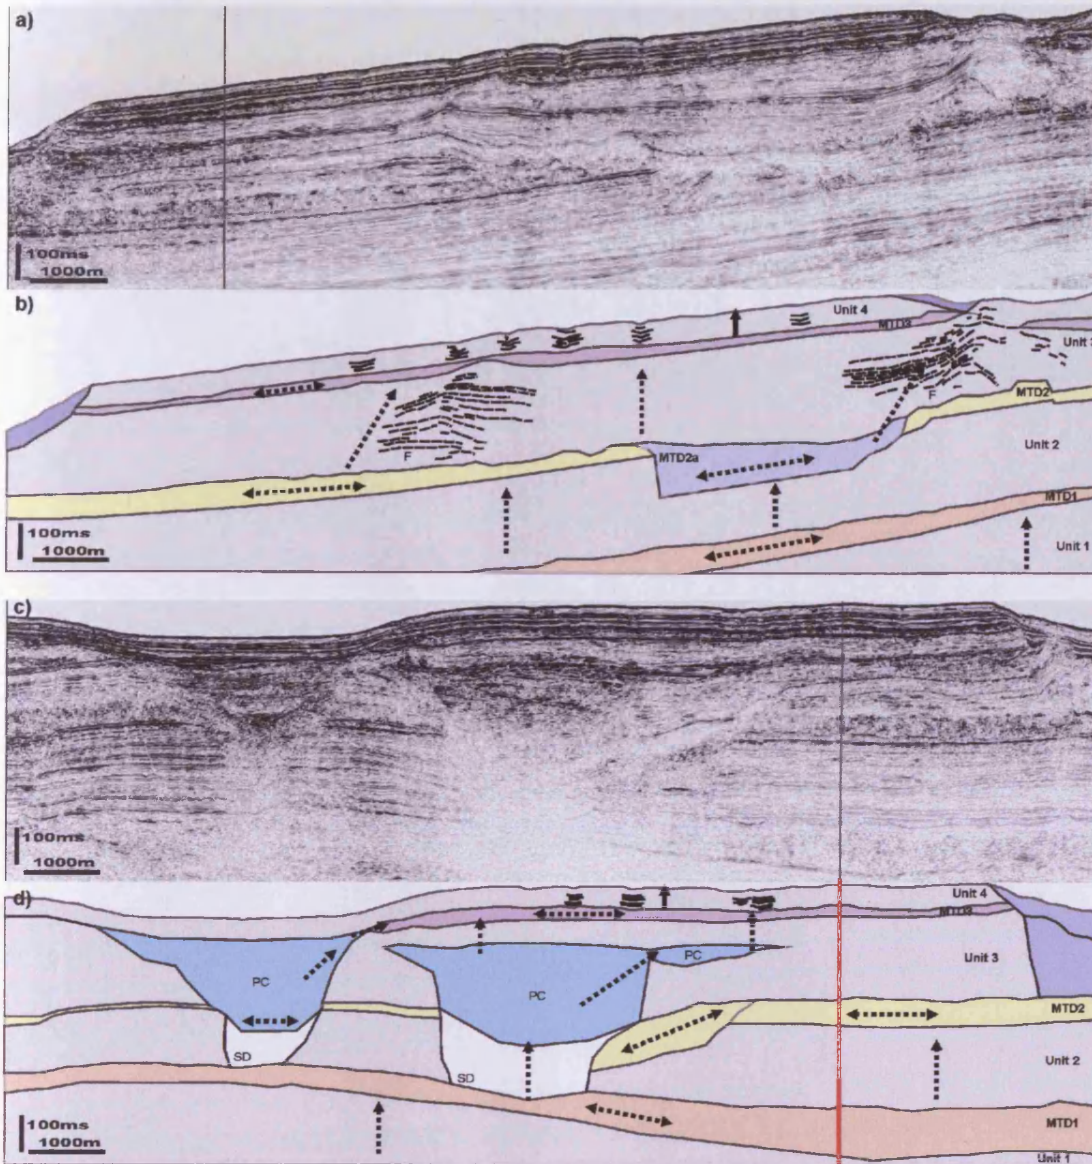 a)
100ms
1000m
b)
Unit 4
MTD3
Unit 3
F
F
MTD2
MTD2a
Unit 2
MTD1
Unit 1
100ms
1000m
c)
100ms
1000m
d)
Unit 4
MTD3
PC
PC
PC
Unit 3
MTD2
SD
SD
Unit 2
MTD1
Unit 1
100ms
1000m